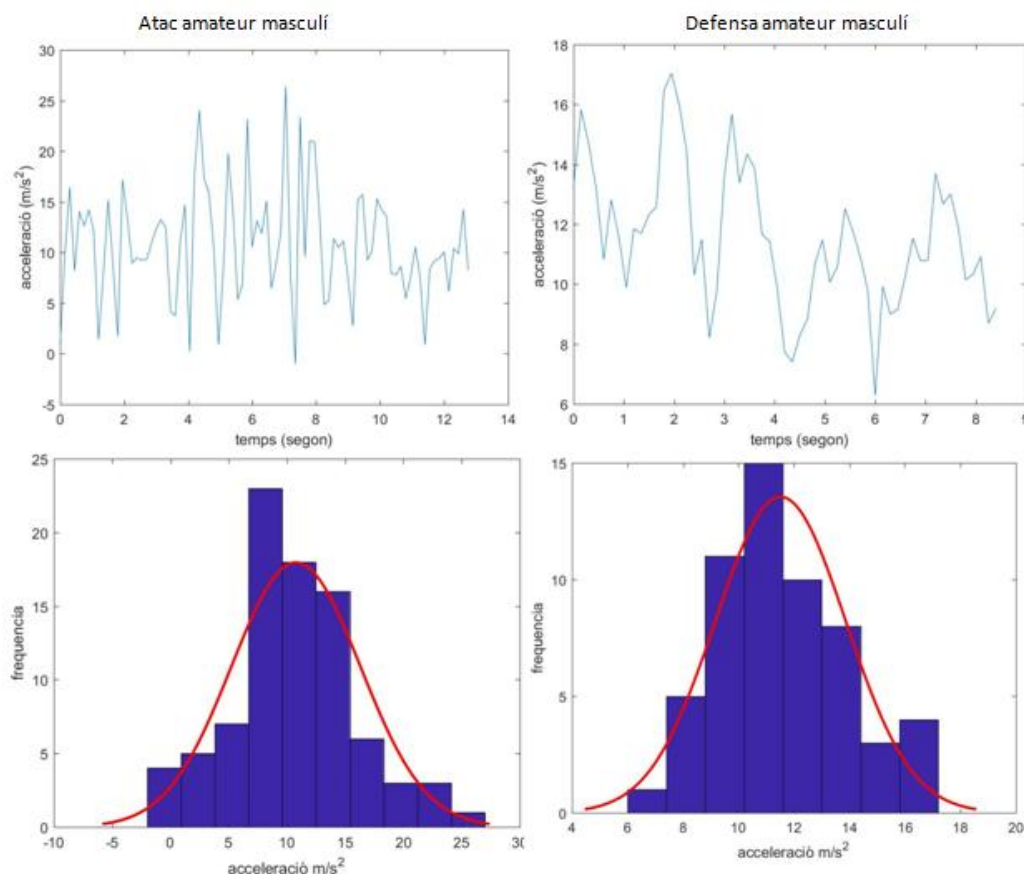 Atac amateur masculí
30
25
20
15
10
5
0
-5
acceleració (m/s²)
0 2 4 6 8 10 12 14
temps (segon)
Defensa amateur masculí
18
16
14
12
10
8
6
acceleració (m/s²)
0 1 2 3 4 5 6 7 8
temps (segon)
25
20
15
10
5
0
frequencia
-10 -5 0 5 10 15 20 25
acceleraciò m/s²
15
10
5
0
frequencia
4 6 8 10 12 14 16 18 20
acceleraciò m/s²